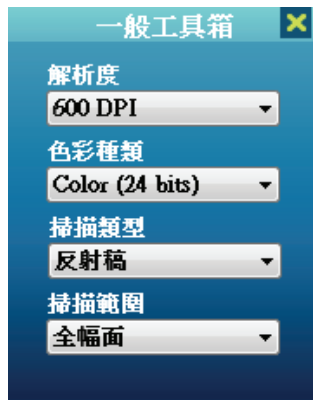 一般工具箱
解析度
600 DPI
色彩種類
Color (24 bits)
掃描類型
反射稿
掃描範圍
全幅面